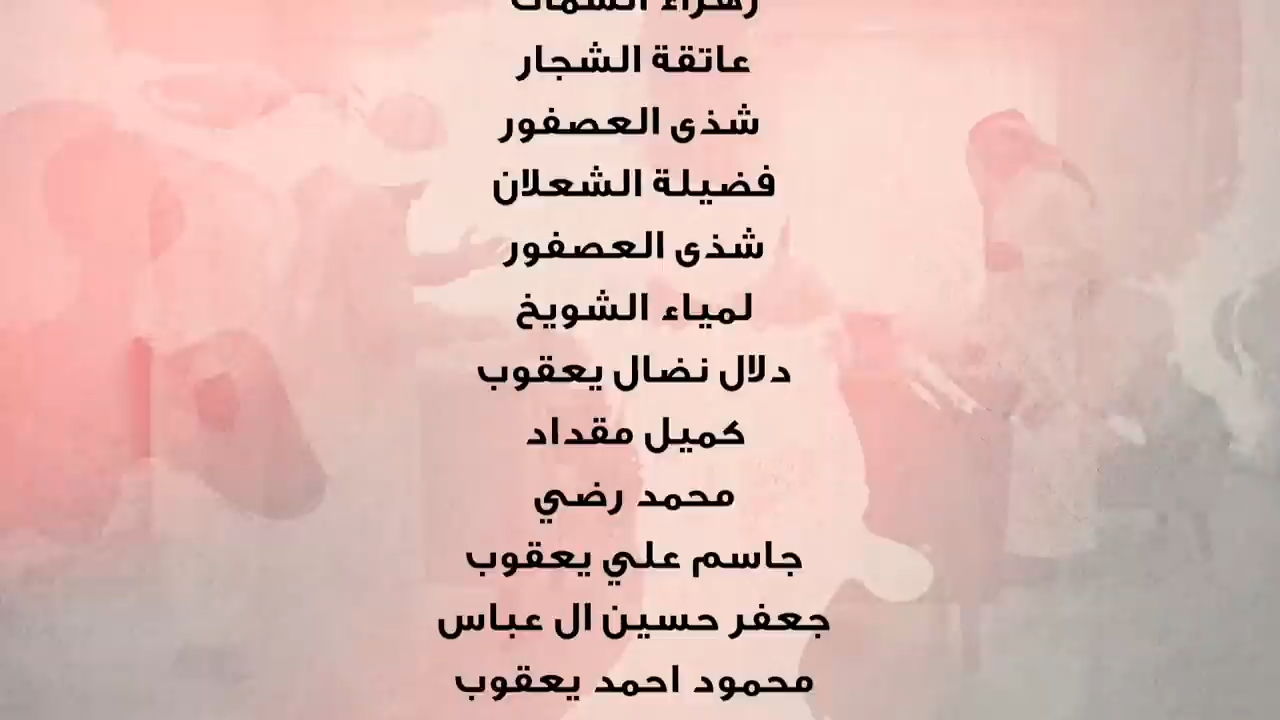 زهراء
عاتقة الشجار
شذى العصفور
فضيلة الشعلان
شذى العصفور
لمياء الشويخ
دلال نضال يعقوب
كميل مقداد
محمد رضي
جاسم علي يعقوب
جعفر حسين ال عباس
محمود احمد يعقوب